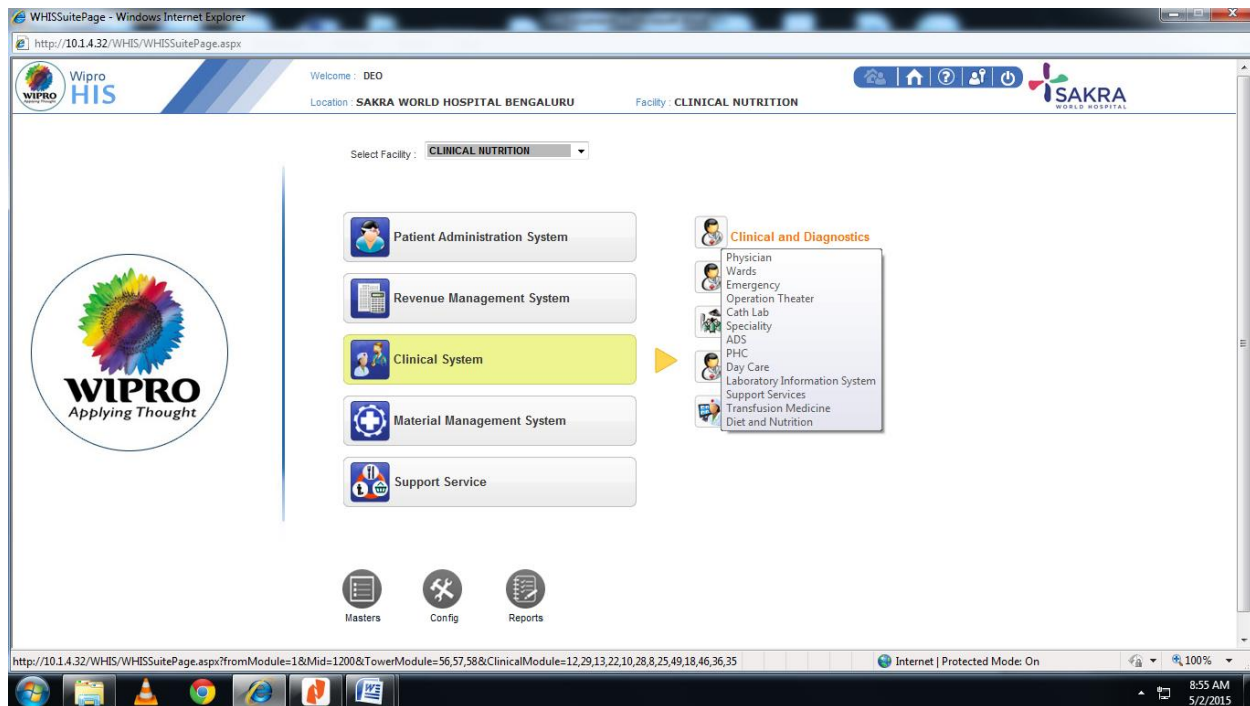 WHISSuitePage - Windows Internet Explorer
http://10.1.4.32/WHIS/WHISSuitePage.aspx
WIPRO
Applying Thought
Wipro
HIS
Welcome : DEO
Location : SAKRA WORLD HOSPITAL BENGALURU Facility : CLINICAL NUTRITION
SAKRA
WORLD HOSPITAL
Select Facility : CLINICAL NUTRITION
Patient Administration System
Revenue Management System
Clinical System
Material Management System
Support Service
Clinical and Diagnostics
Physician
Wards
Emergency
Operation Theater
Cath Lab
Speciality
ADS
PHC
Day Care
Laboratory Information System
Support Services
Transfusion Medicine
Diet and Nutrition
WIPRO
Applying Thought
Masters Config Reports
http://10.1.4.32/WHIS/WHISSuitePage.aspx?fromModule=1&Mid=1200&TowerModule=56,57,58&ClinicalModule=12,29,13,22,10,28,8,25,49,18,46,36,35 Internet | Protected Mode: On 100%
8:55 AM
5/2/2015